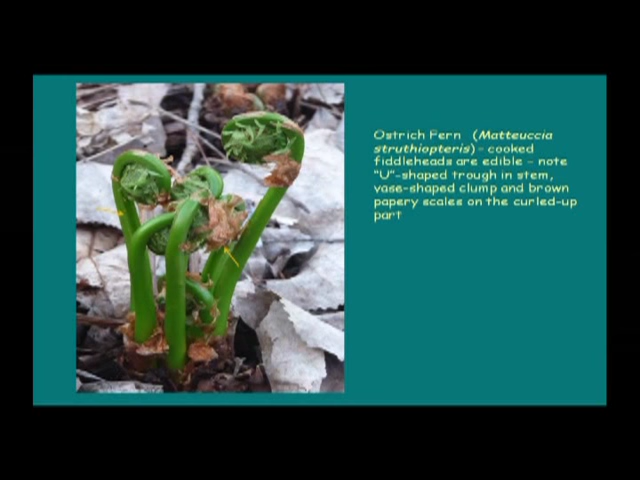 Ostrich Fern (Matteuccia
struthiopteris) - cooked
fiddleheads are edible - note
"U"-shaped trough in stem,
vase-shaped clump and brown
papery scales on the curled-up
part